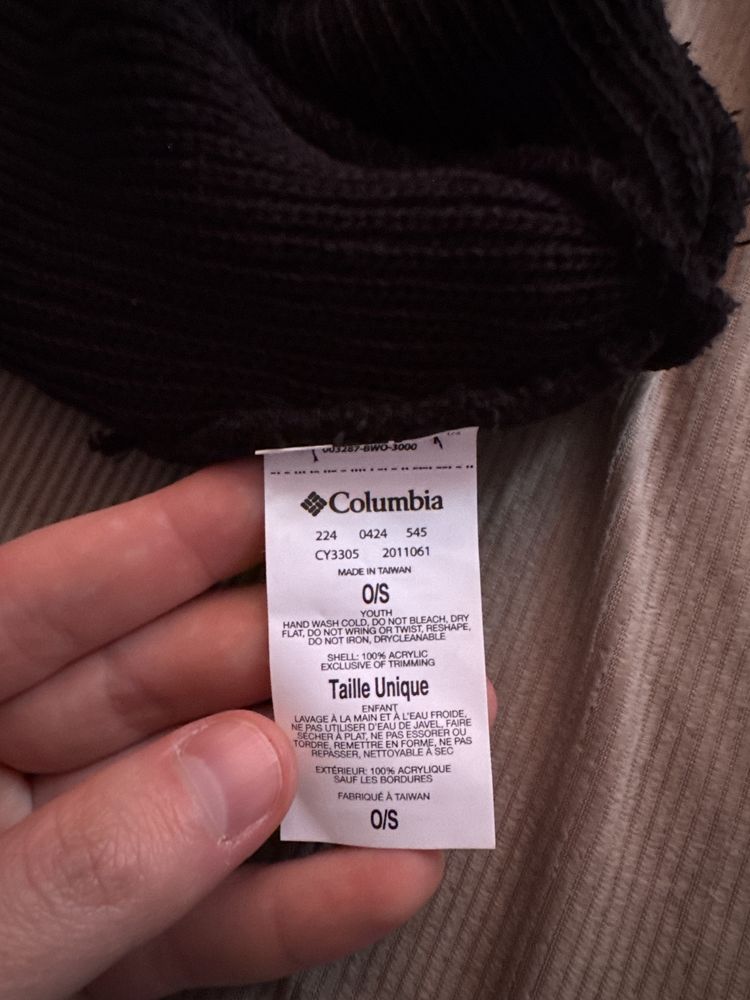 003287-BWO-3000
Columbia
224 0424 545
CY3305 2011061
MADE IN TAIWAN
O/S
YOUTH
HAND WASH COLD, DO NOT BLEACH, DRY
FLAT, DO NOT WRING OR TWIST, RESHAPE,
DO NOT IRON, DRYCLEANABLE
SHELL: 100% ACRYLIC
EXCLUSIVE OF TRIMMING
Taille Unique
ENFANT
LAVAGE À LA MAIN ET À L'EAU FROIDE,
NE PAS UTILISER D'EAU DE JAVEL, FAIRE
SÉCHER À PLAT, NE PAS ESSORER OU
TORDRE, REMETTRE EN FORME, NE PAS
REPASSER, NETTOYABLE À SEC
EXTÉRIEUR: 100% ACRYLIQUE
SAUF LES BORDURES
FABRIQUÉ À TAIWAN
O/S